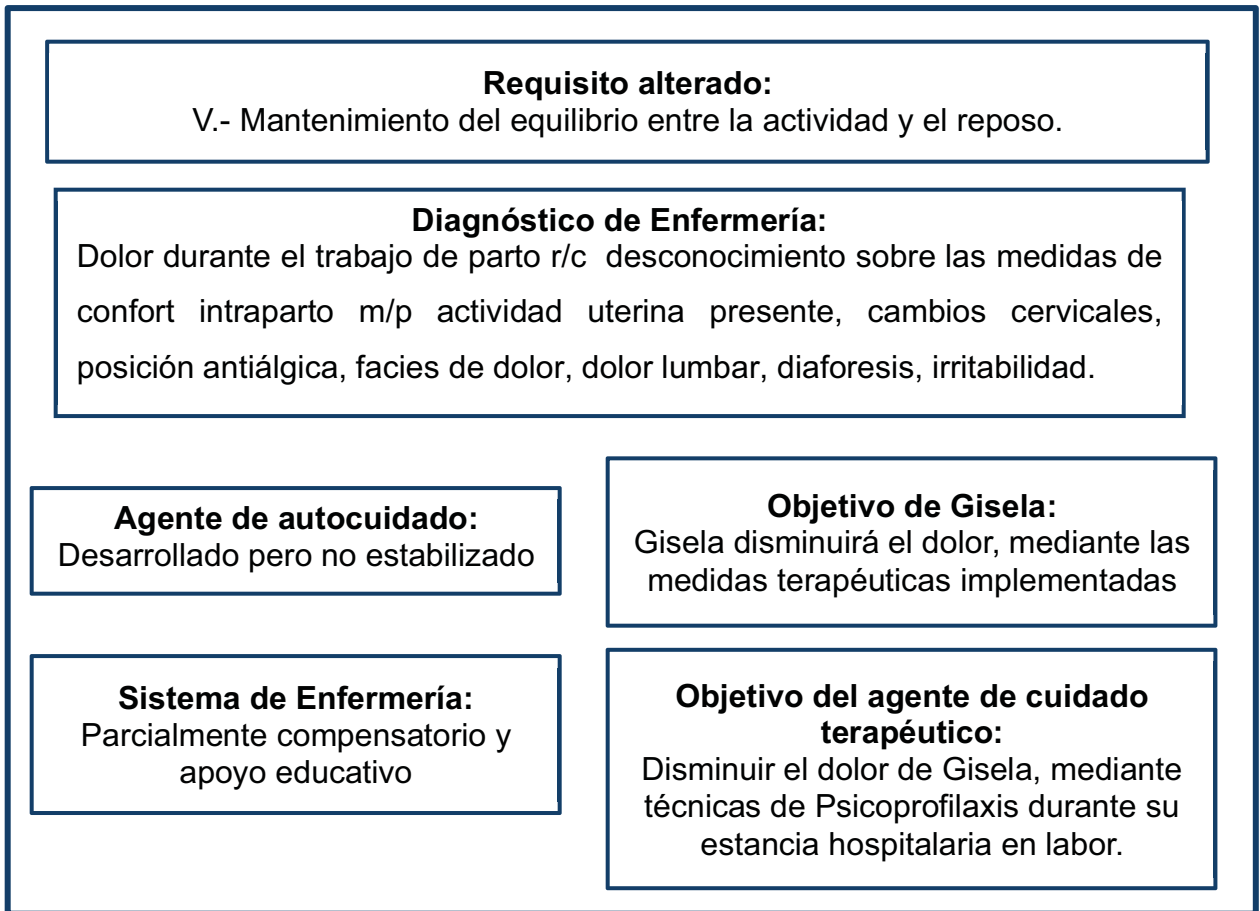 Requisito alterado:
V.- Mantenimiento del equilibrio entre la actividad y el reposo.
Diagnóstico de Enfermería:
Dolor durante el trabajo de parto r/c desconocimiento sobre las medidas de
confort intraparto m/p actividad uterina presente, cambios cervicales,
posición antiálgica, facies de dolor, dolor lumbar, diaforesis, irritabilidad.
Agente de autocuidado:
Desarrollado pero no estabilizado
Objetivo de Gisela:
Gisela disminuirá el dolor, mediante las
medidas terapéuticas implementadas
Sistema de Enfermería:
Parcialmente compensatorio y
apoyo educativo
Objetivo del agente de cuidado
terapéutico:
Disminuir el dolor de Gisela, mediante
técnicas de Psicoprofilaxis durante su
estancia hospitalaria en labor.